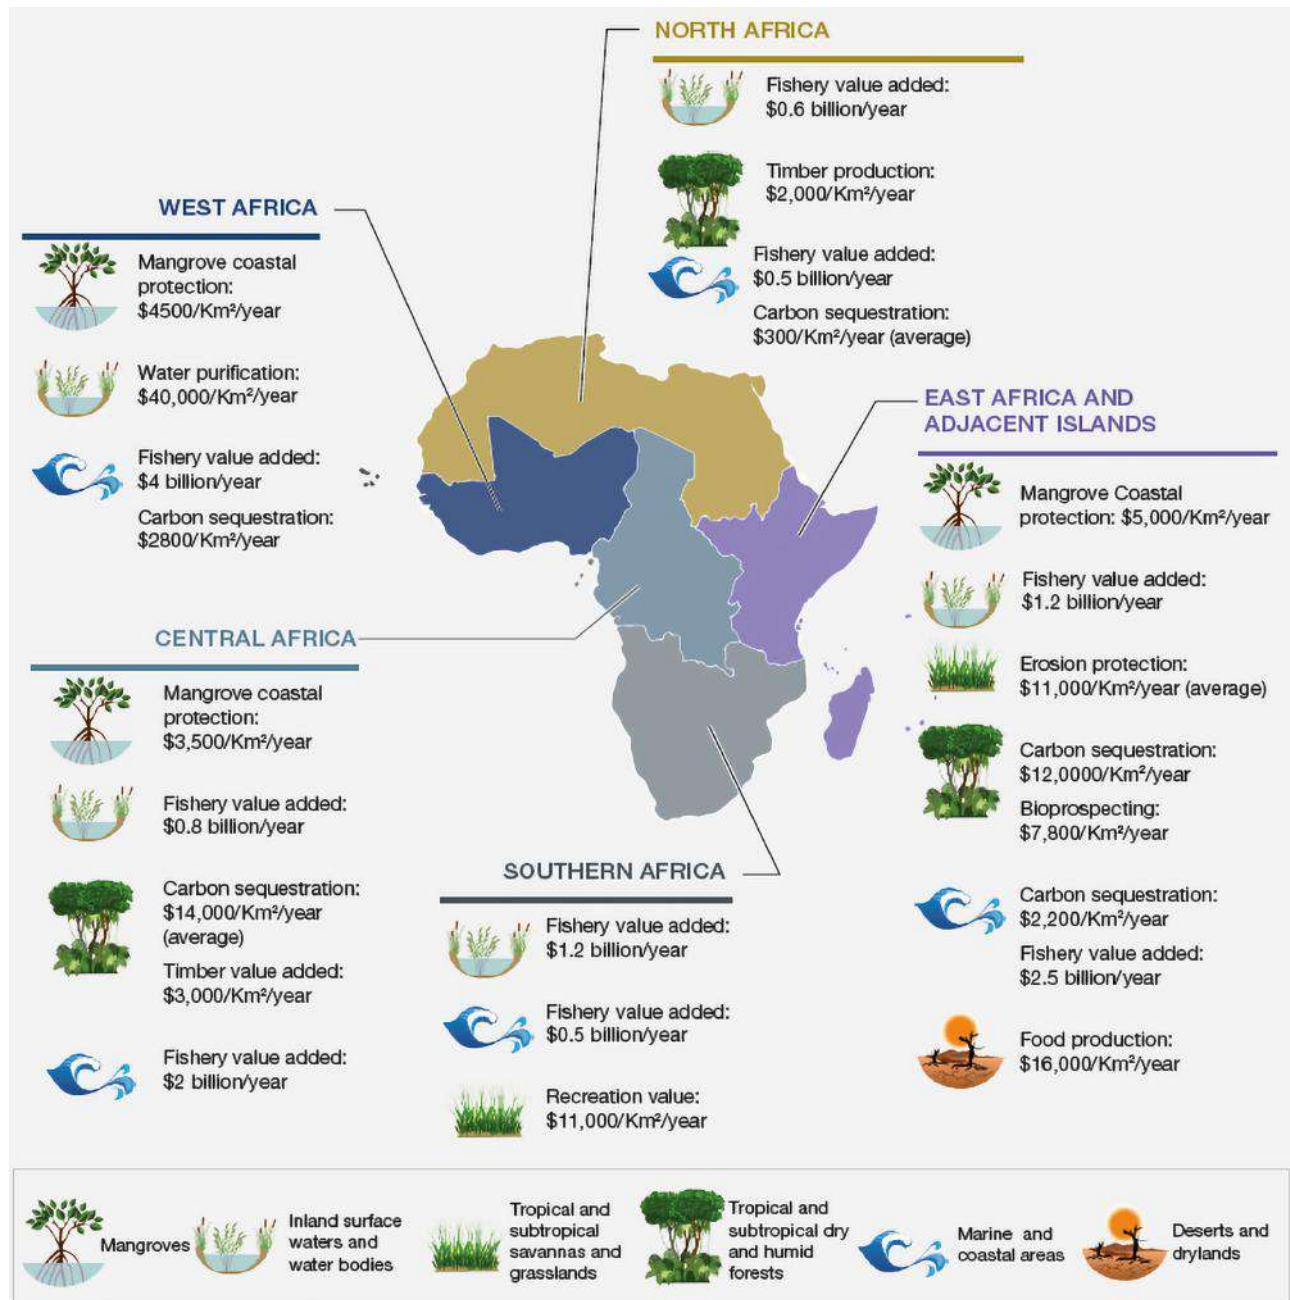 NORTH AFRICA
Fishery value added:
$0.6 billion/year
Timber production:
$2,000/Km²/year
Fishery value added:
$0.5 billion/year
Carbon sequestration:
$300/Km²/year (average)
WEST AFRICA
Mangrove coastal
protection:
$4500/Km²/year
Water purification:
$40,000/Km²/year
Fishery value added:
$4 billion/year
Carbon sequestration:
$2800/Km²/year
EAST AFRICA AND
ADJACENT ISLANDS
Mangrove Coastal
protection: $5,000/Km²/year
Fishery value added:
$1.2 billion/year
Erosion protection:
$11,000/Km²/year (average)
Carbon sequestration:
$12,0000/Km²/year
Bioprospecting:
$7,800/Km²/year
Carbon sequestration:
$2,200/Km²/year
Fishery value added:
$2.5 billion/year
Food production:
$16,000/Km²/year
CENTRAL AFRICA
Mangrove coastal
protection:
$3,500/Km²/year
Fishery value added:
$0.8 billion/year
Carbon sequestration:
$14,000/Km²/year
(average)
Timber value added:
$3,000/Km²/year
Fishery value added:
$2 billion/year
SOUTHERN AFRICA
Fishery value added:
$1.2 billion/year
Fishery value added:
$0.5 billion/year
Recreation value:
$11,000/Km²/year
Mangroves
Inland surface
waters and
water bodies
Tropical and
subtropical
savannas and
grasslands
Tropical and
subtropical dry
and humid
forests
Marine and
coastal areas
Deserts and
drylands